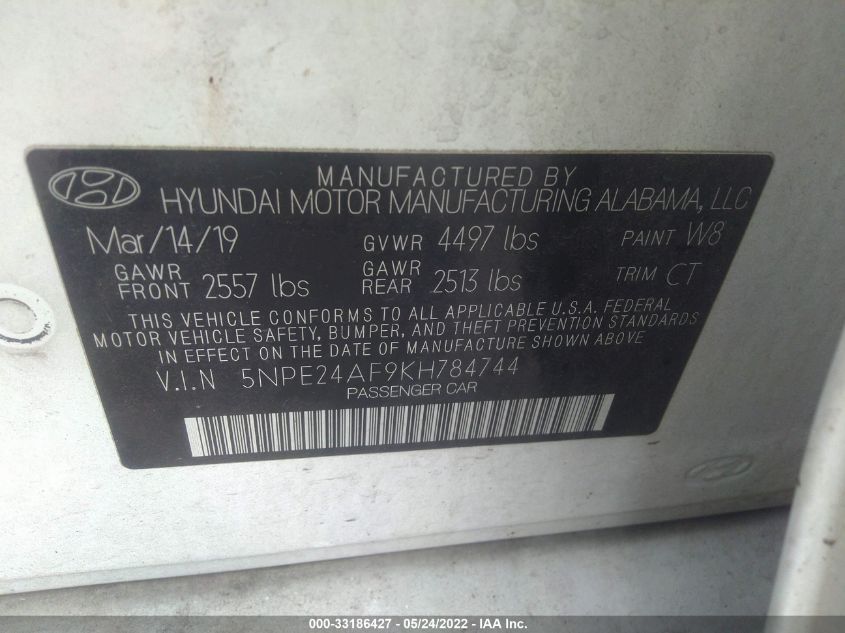 MANUFACTURED BY
HYUNDAI MOTOR MANUFACTURING ALABAMA, LLC
Mar/14/19 GVWR 4497 lbs PAINT W8
GAWR FRONT 2557 lbs GAWR REAR 2513 lbs TRIM CT
THIS VEHICLE CONFORMS TO ALL APPLICABLE U.S.A. FEDERAL
MOTOR VEHICLE SAFETY, BUMPER, AND THEFT PREVENTION STANDARDS
IN EFFECT ON THE DATE OF MANUFACTURE SHOWN ABOVE.
V.I.N 5NPE24AF9KH784744
PASSENGER CAR
000-33186427 - 05/24/2022 - IAA Inc.